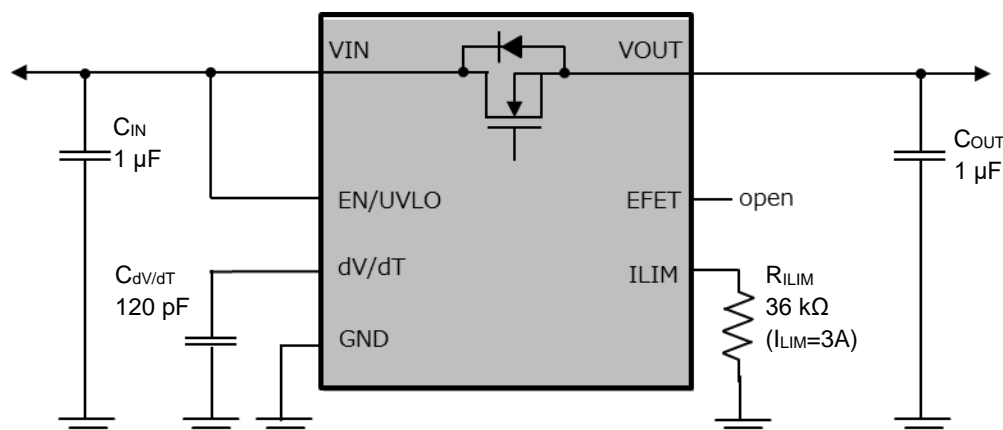 VIN
VOUT
CIN
1 µF
COUT
1 µF
EN/UVLO
EFET
open
CdV/dT
120 pF
dV/dT
ILIM
RILIM
36 kΩ
(ILIM=3A)
GND